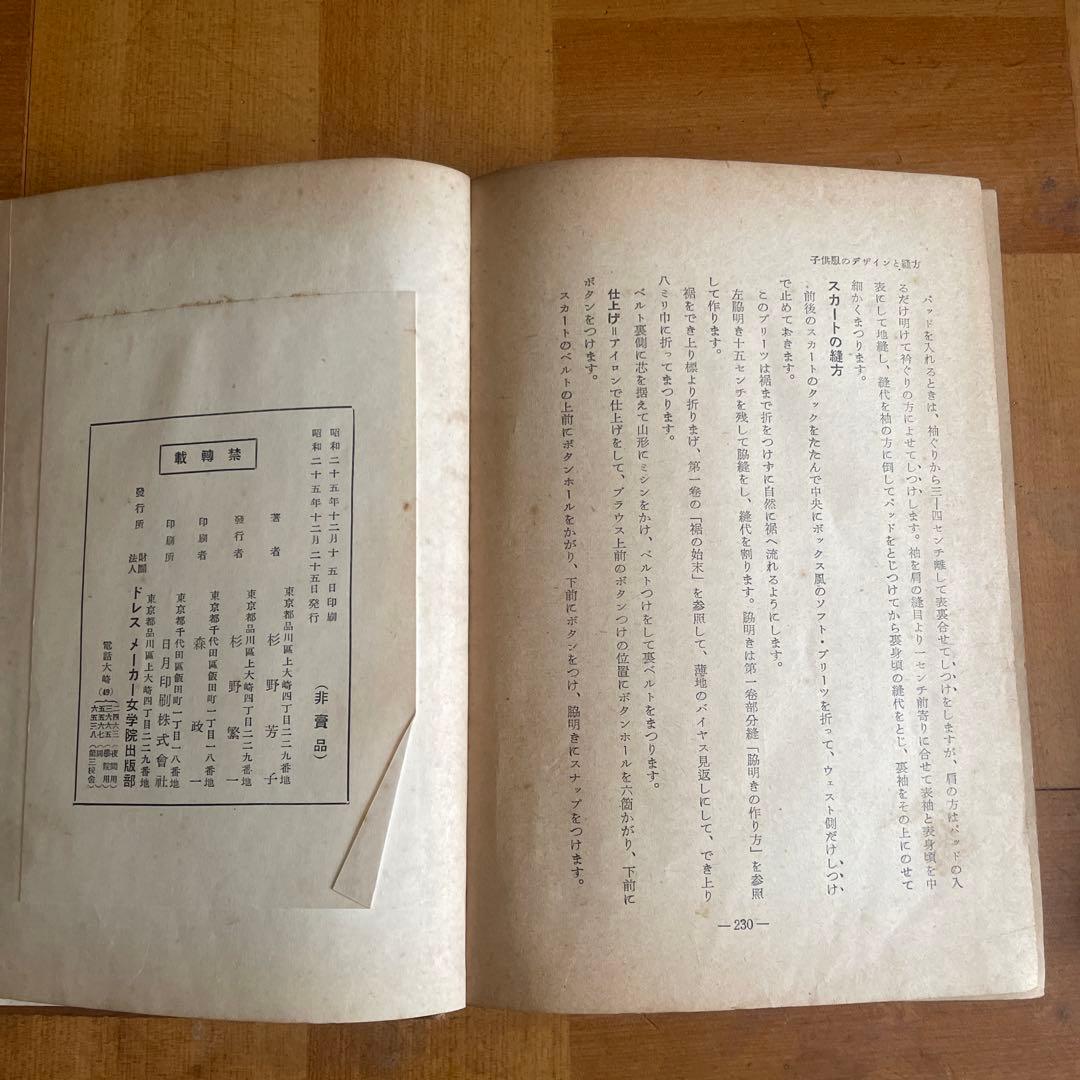 子供服のデザインと縫方
パッドを入れるときは、袖ぐりから三―四センチ離して表裏合せてしつけをしますが、肩の方はパッドの入
るだけ明けて衿ぐりの方によせてしつけします。袖を肩の縫目より一センチ前寄りに合せて表袖と表身頃を中
表にして地縫し、縫代を袖の方に倒してパッドをとじつけてから裏身頃の縫代をとじ、裏袖をその上にのせて
細かくまつります。
スカートの縫方
前後のスカートのタックをたたんで中央にボックス風のソフト・プリーツを折って、ウェスト側だけしつけ
で止めておきます。
このプリーツは裾まで折をつけずに自然に裾へ流れるようにします。
左脇明き十五センチを残して脇縫をし、縫代を割ります。脇明きは第一巻部分縫「脇明きの作り方」を参照
して作ります。
裾をでき上り標より折りまげ、第一巻の「裾の始末」を参照して、薄地のバイヤス見返しにして、でき上り
八ミリ巾に折ってまつります。
ベルト裏側に芯を据えて山形にミシンをかけ、ベルトつけをして裏ベルトをまつります。
仕上げ＝アイロンで仕上げをして、ブラウス上前のボタンつけの位置にボタンホールを六箇かがり、下前に
ボタンをつけます。
スカートのベルトの上前にボタンホールをかがり、下前にボタンをつけ、脇明きにスナップをつけます。
―230―
禁轉載
昭和二十五年十二月十五日印刷
昭和二十五年十二月二十五日発行
（非賣品）
東京都品川區上大崎四丁目二二九番地
著者 杉野芳子
東京都品川區上大崎四丁目二二九番地
發行者 杉野繁一
東京都千代田區飯田町一丁目一八番地
印刷者 森政一
東京都千代田區飯田町一丁目一八番地
印刷所 日月印刷株式會社
東京都品川區上大崎四丁目二二九番地
發行所 財團法人 ドレスメーカー女学院出版部
電話大崎(49)